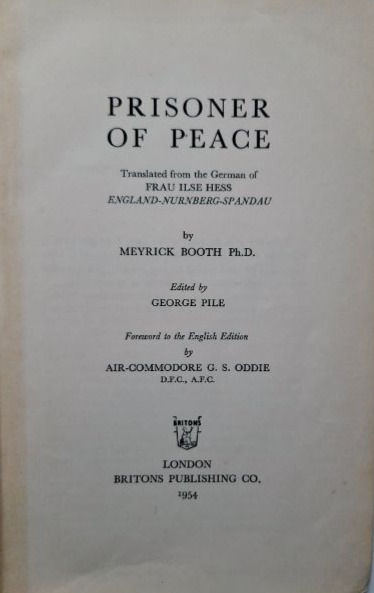 PRISONER
OF PEACE
Translated from the German of
FRAU ILSE HESS
ENGLAND-NURNBERG-SPANDAU
by
MEYRICK BOOTH Ph.D.
Edited by
GEORGE PILE
Foreword to the English Edition
by
AIR-COMMODORE G. S. ODDIE
D.F.C., A.F.C.
BRITONS
LONDON
BRITONS PUBLISHING CO.
1954